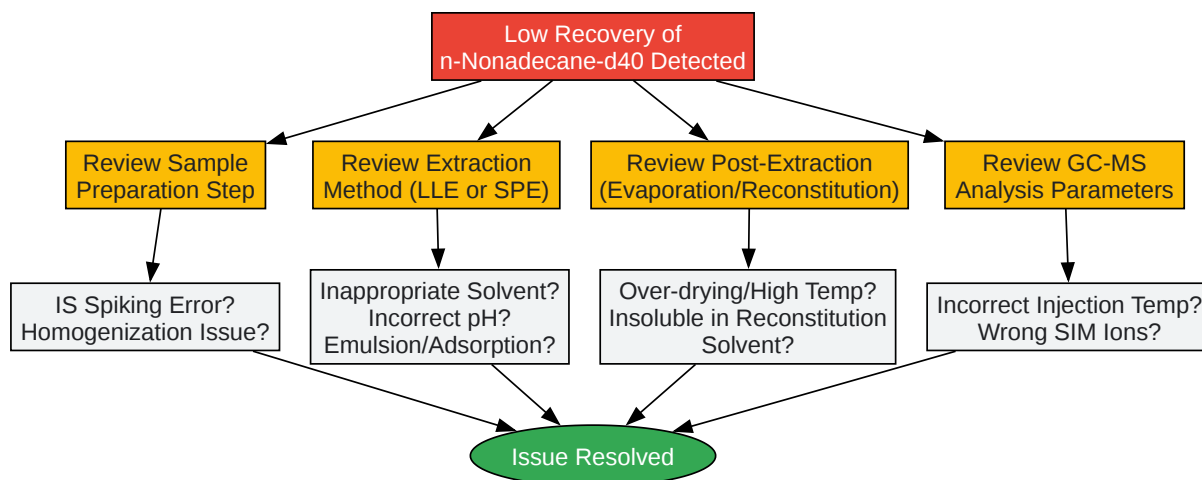 Low Recovery of
n-Nonadecane-d40 Detected
Review Sample
Preparation Step
Review Extraction
Method (LLE or SPE)
Review Post-Extraction
(Evaporation/Reconstitution)
Review GC-MS
Analysis Parameters
IS Spiking Error?
Homogenization Issue?
Inappropriate Solvent?
Incorrect pH?
Emulsion/Adsorption?
Over-drying/High Temp?
Insoluble in Reconstitution
Solvent?
Incorrect Injection Temp?
Wrong SIM Ions?
Issue Resolved